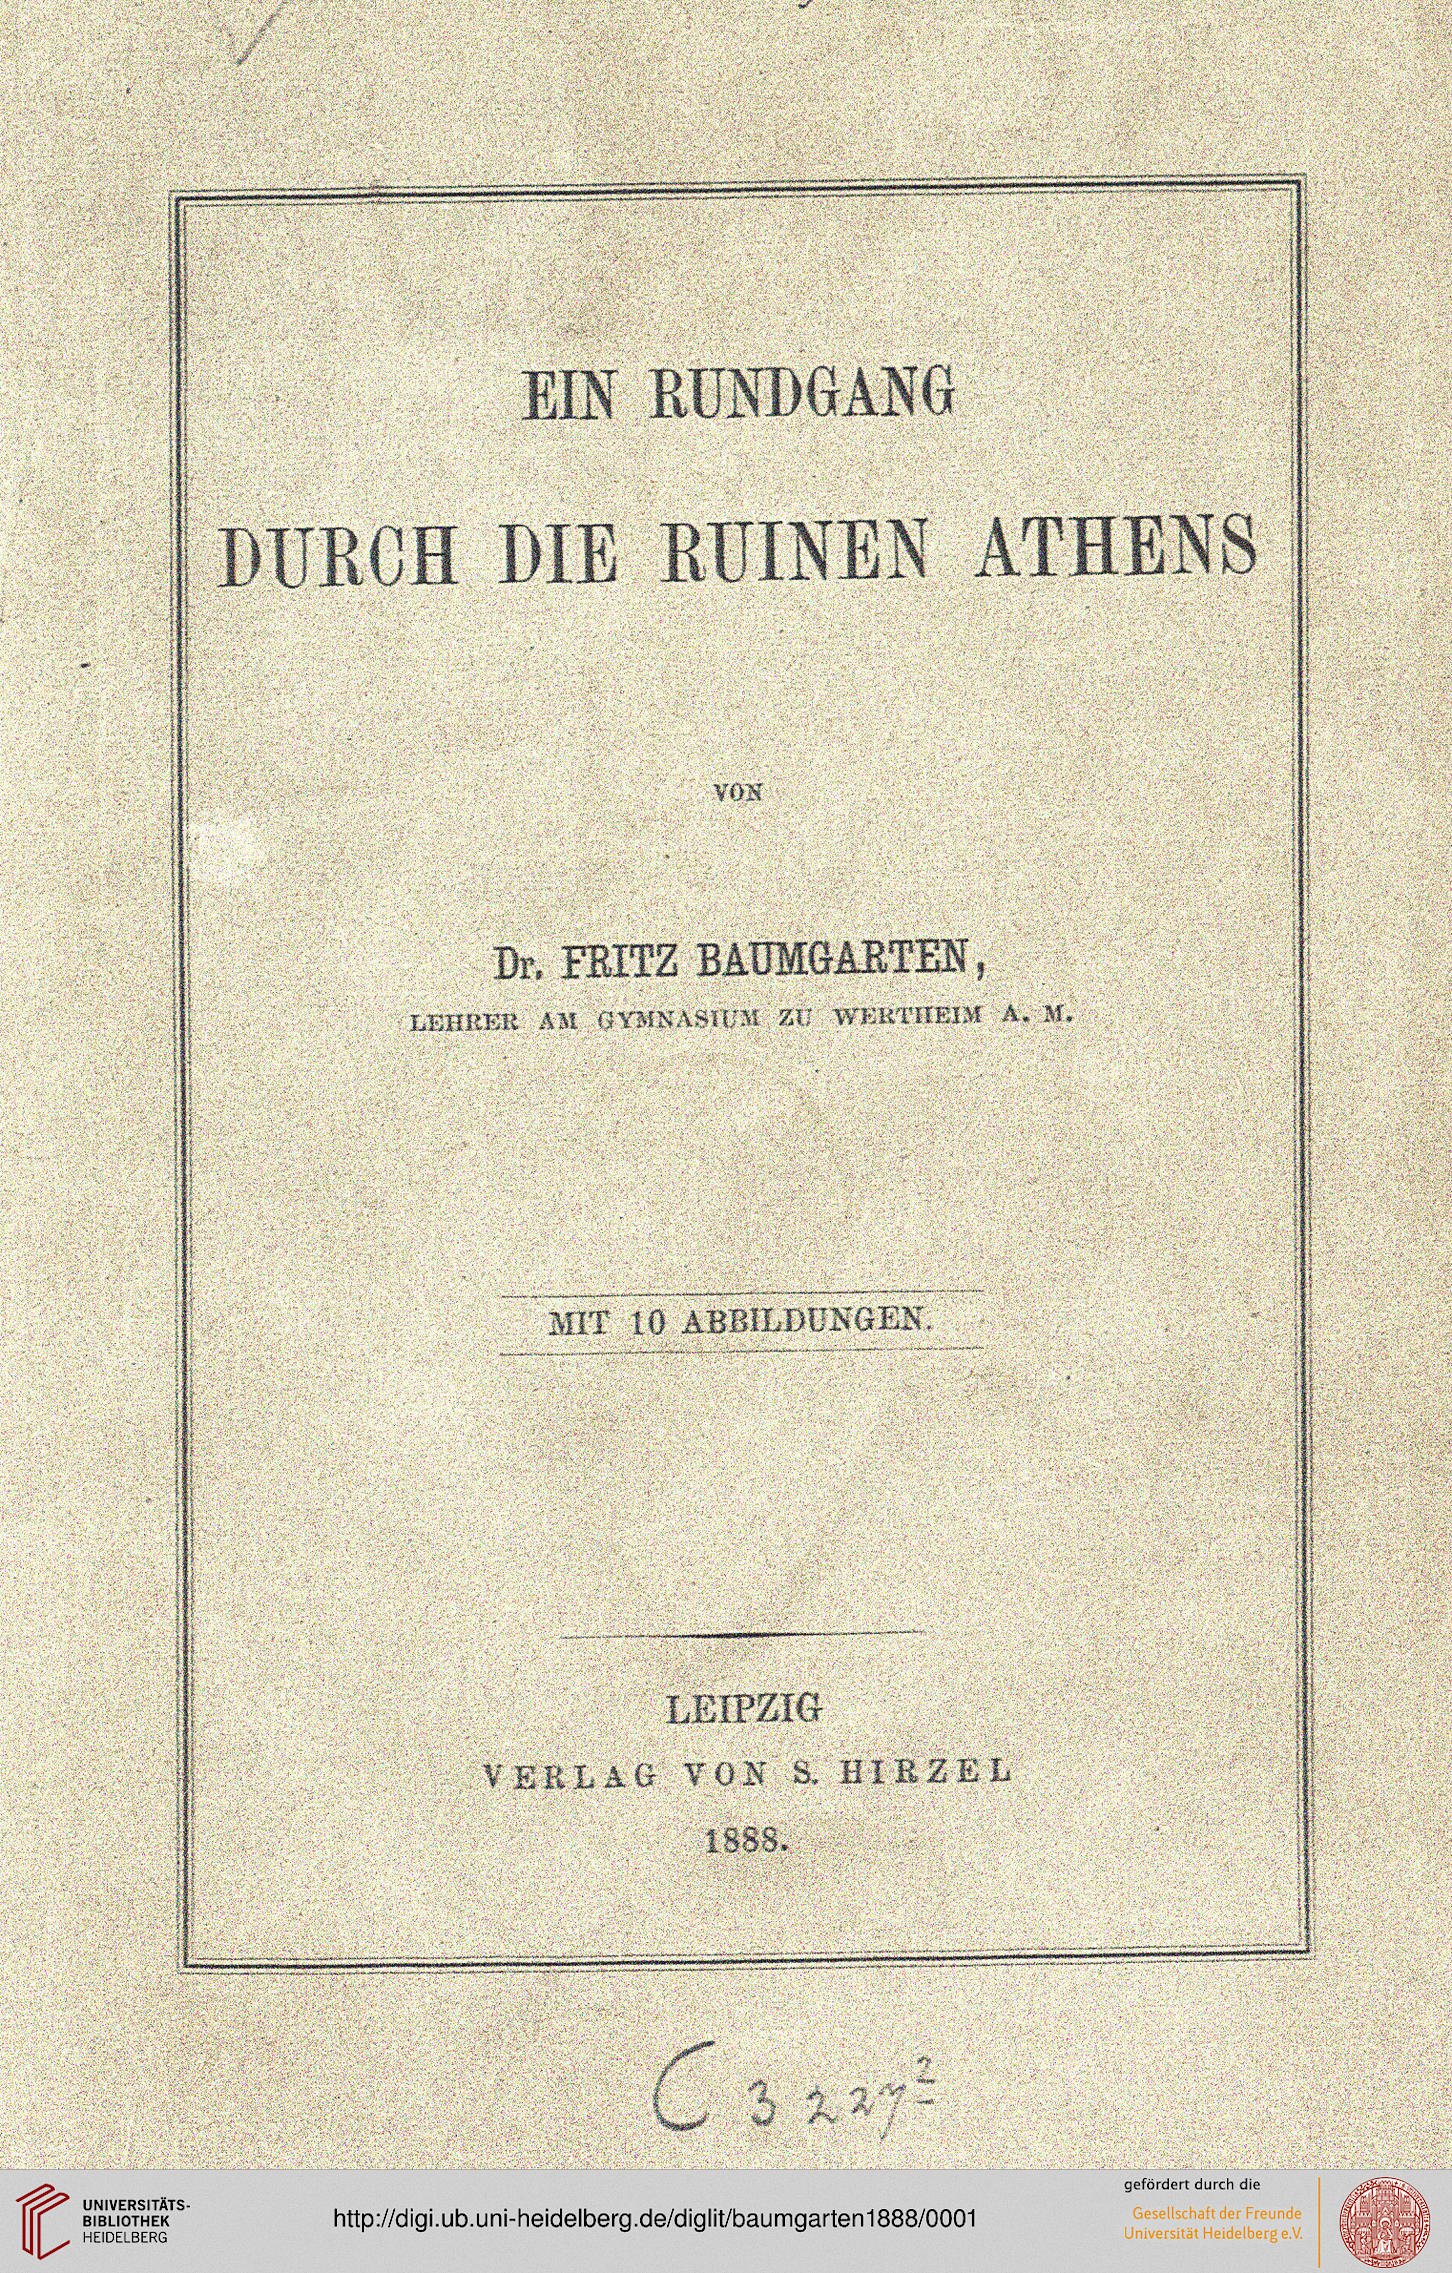 EIN RUNDGANG
DURCH DIE RUINEN ATHENS
VON
Dr. FRITZ BAUMGARTEN,
LEHRER AM GYMNASIUM ZU WERTHEIM A. M.
MIT 10 ABBILDUNGEN.
LEIPZIG
VERLAG VON S. HIRZEL
1888.
C 3227²
UNIVERSITÄTS-
BIBLIOTHEK
HEIDELBERG
http://digi.ub.uni-heidelberg.de/diglit/baumgarten1888/0001
gefördert durch die
Gesellschaft der Freunde
Universität Heidelberg e.V.